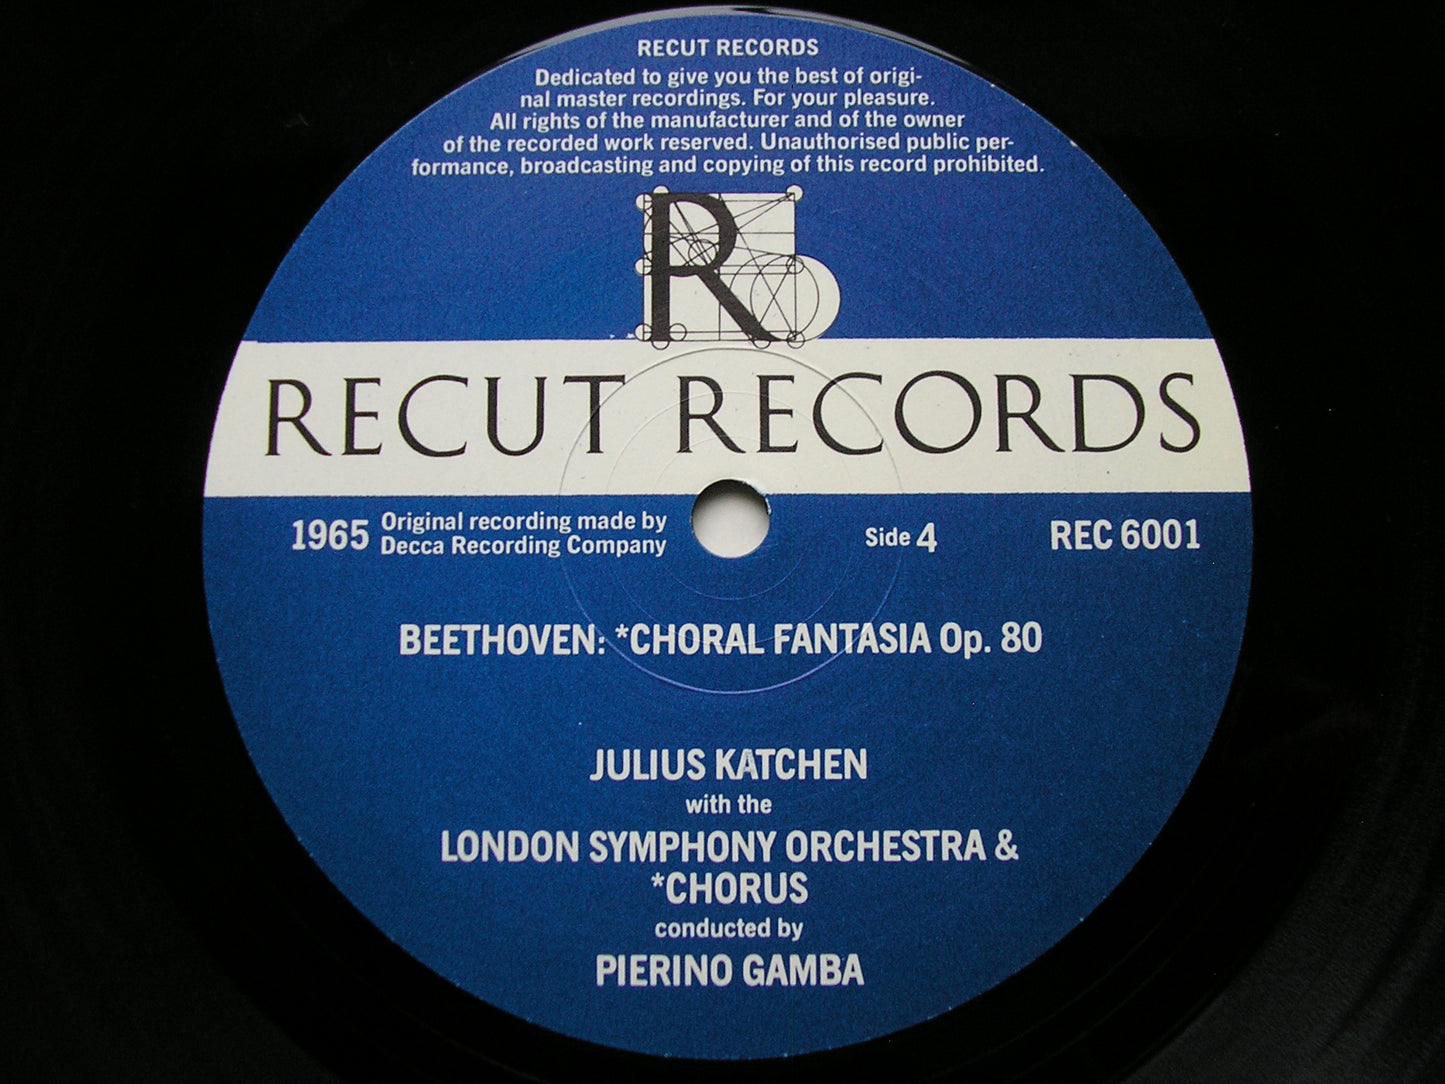 RECUT RECORDS
Dedicated to give you the best of origi-
nal master recordings. For your pleasure.
All rights of the manufacturer and of the owner
of the recorded work reserved. Unauthorised public per-
formance, broadcasting and copying of this record prohibited.
R
RECUT RECORDS
1965 Original recording made by
Decca Recording Company
Side 4
REC 6001
BEETHOVEN: *CHORAL FANTASIA Op. 80
JULIUS KATCHEN
with the
LONDON SYMPHONY ORCHESTRA &
*CHORUS
conducted by
PIERINO GAMBA